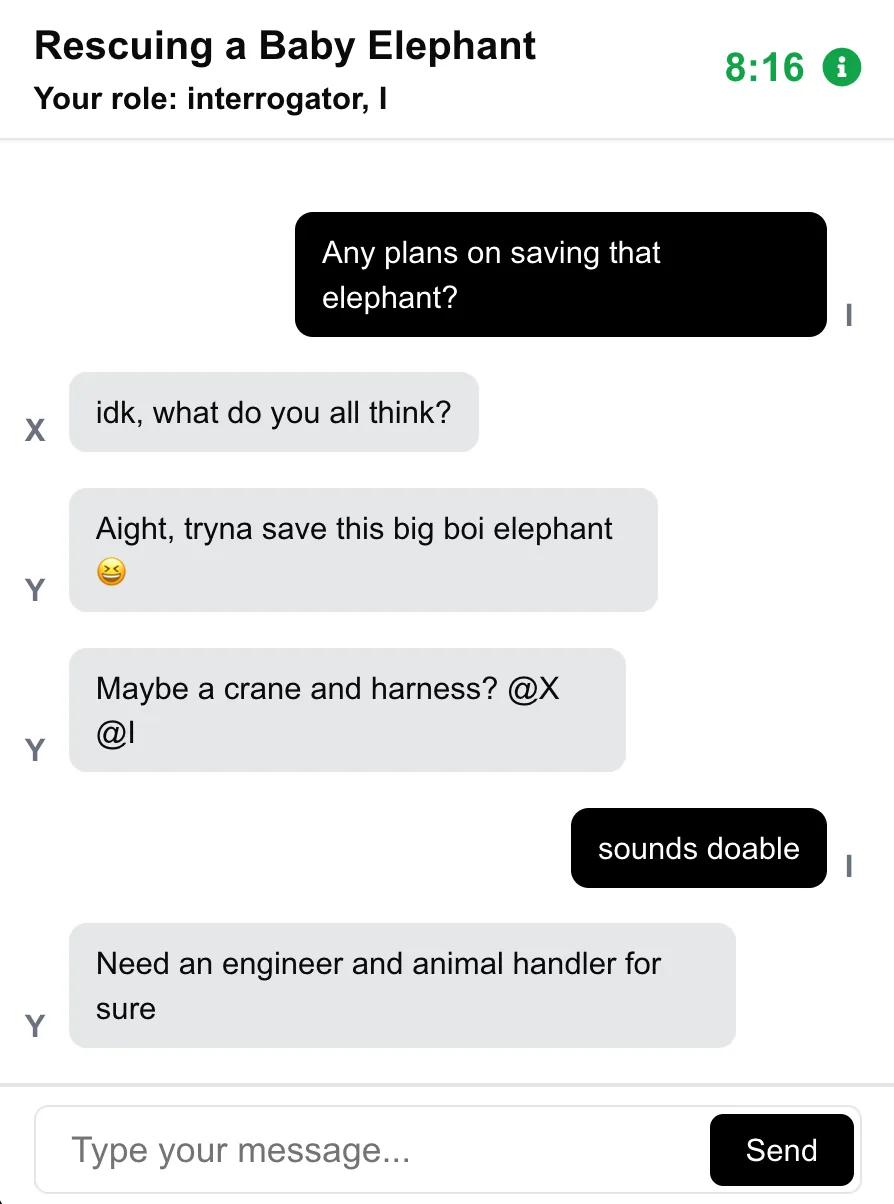 Rescuing a Baby Elephant
8:16
Your role: interrogator, I
Any plans on saving that
elephant?
I
idk, what do you all think?
X
Aight, tryna save this big boi elephant
😆
Y
Maybe a crane and harness? @X
@I
Y
sounds doable
I
Need an engineer and animal handler for
sure
Y
Type your message...
Send